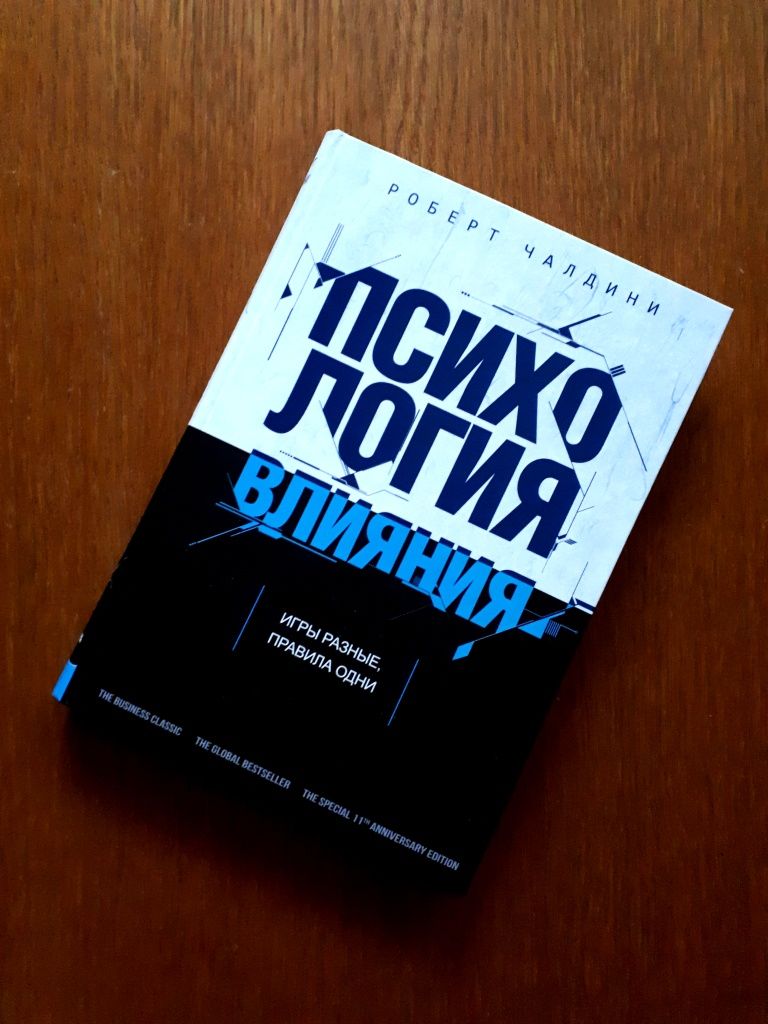 РОБЕРТ ЧАЛДИНИ
ПСИХО
ЛОГИЯ
ВЛИЯНИЯ
ИГРЫ РАЗНЫЕ,
ПРАВИЛА ОДНИ
THE BUSINESS CLASSIC THE GLOBAL BESTSELLER THE SPECIAL 11TH ANNIVERSARY EDITION